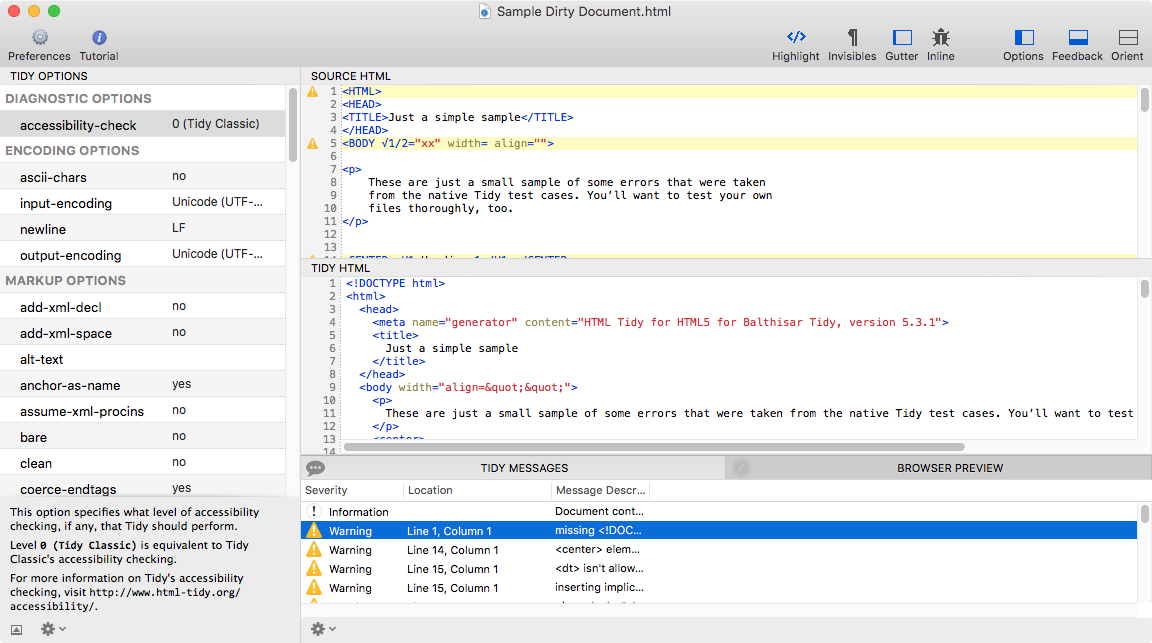 Sample Dirty Document.html
Preferences Tutorial Highlight Invisibles Gutter Inline Options Feedback Orient
TIDY OPTIONS
DIAGNOSTIC OPTIONS
accessibility-check 0 (Tidy Classic)
ENCODING OPTIONS
ascii-chars no
input-encoding Unicode (UTF-...
newline LF
output-encoding Unicode (UTF-...
MARKUP OPTIONS
add-xml-decl no
add-xml-space no
alt-text
anchor-as-name yes
assume-xml-procins no
bare no
clean no
coerce-endtags yes
This option specifies what level of accessibility
checking, if any, that Tidy should perform.
Level 0 (Tidy Classic) is equivalent to Tidy
Classic's accessibility checking.
For more information on Tidy's accessibility
checking, visit http://www.html-tidy.org/
accessibility/.
SOURCE HTML
1 <HTML>
2 <HEAD>
3 <TITLE>Just a simple sample</TITLE>
4 </HEAD>
5 <BODY √1/2="xx" width= align="">
6
7 <p>
8 These are just a small sample of some errors that were taken
9 from the native Tidy test cases. You’ll want to test your own
10 files thoroughly, too.
11 </p>
12
13
TIDY HTML
1 <!DOCTYPE html>
2 <html>
3 <head>
4 <meta name="generator" content="HTML Tidy for HTML5 for Balthisar Tidy, version 5.3.1">
5 <title>
6 Just a simple sample
7 </title>
8 </head>
9 <body width="align=&quot;&quot;">
10 <p>
11 These are just a small sample of some errors that were taken from the native Tidy test cases. You’ll want to test
12 </p>
13 <center>
14
TIDY MESSAGES BROWSER PREVIEW
Severity Location Message Descr...
Information Document cont...
Warning Line 1, Column 1 missing <!DOC...
Warning Line 14, Column 1 <center> elem...
Warning Line 15, Column 1 <dt> isn't allow...
Warning Line 15, Column 1 inserting implic...